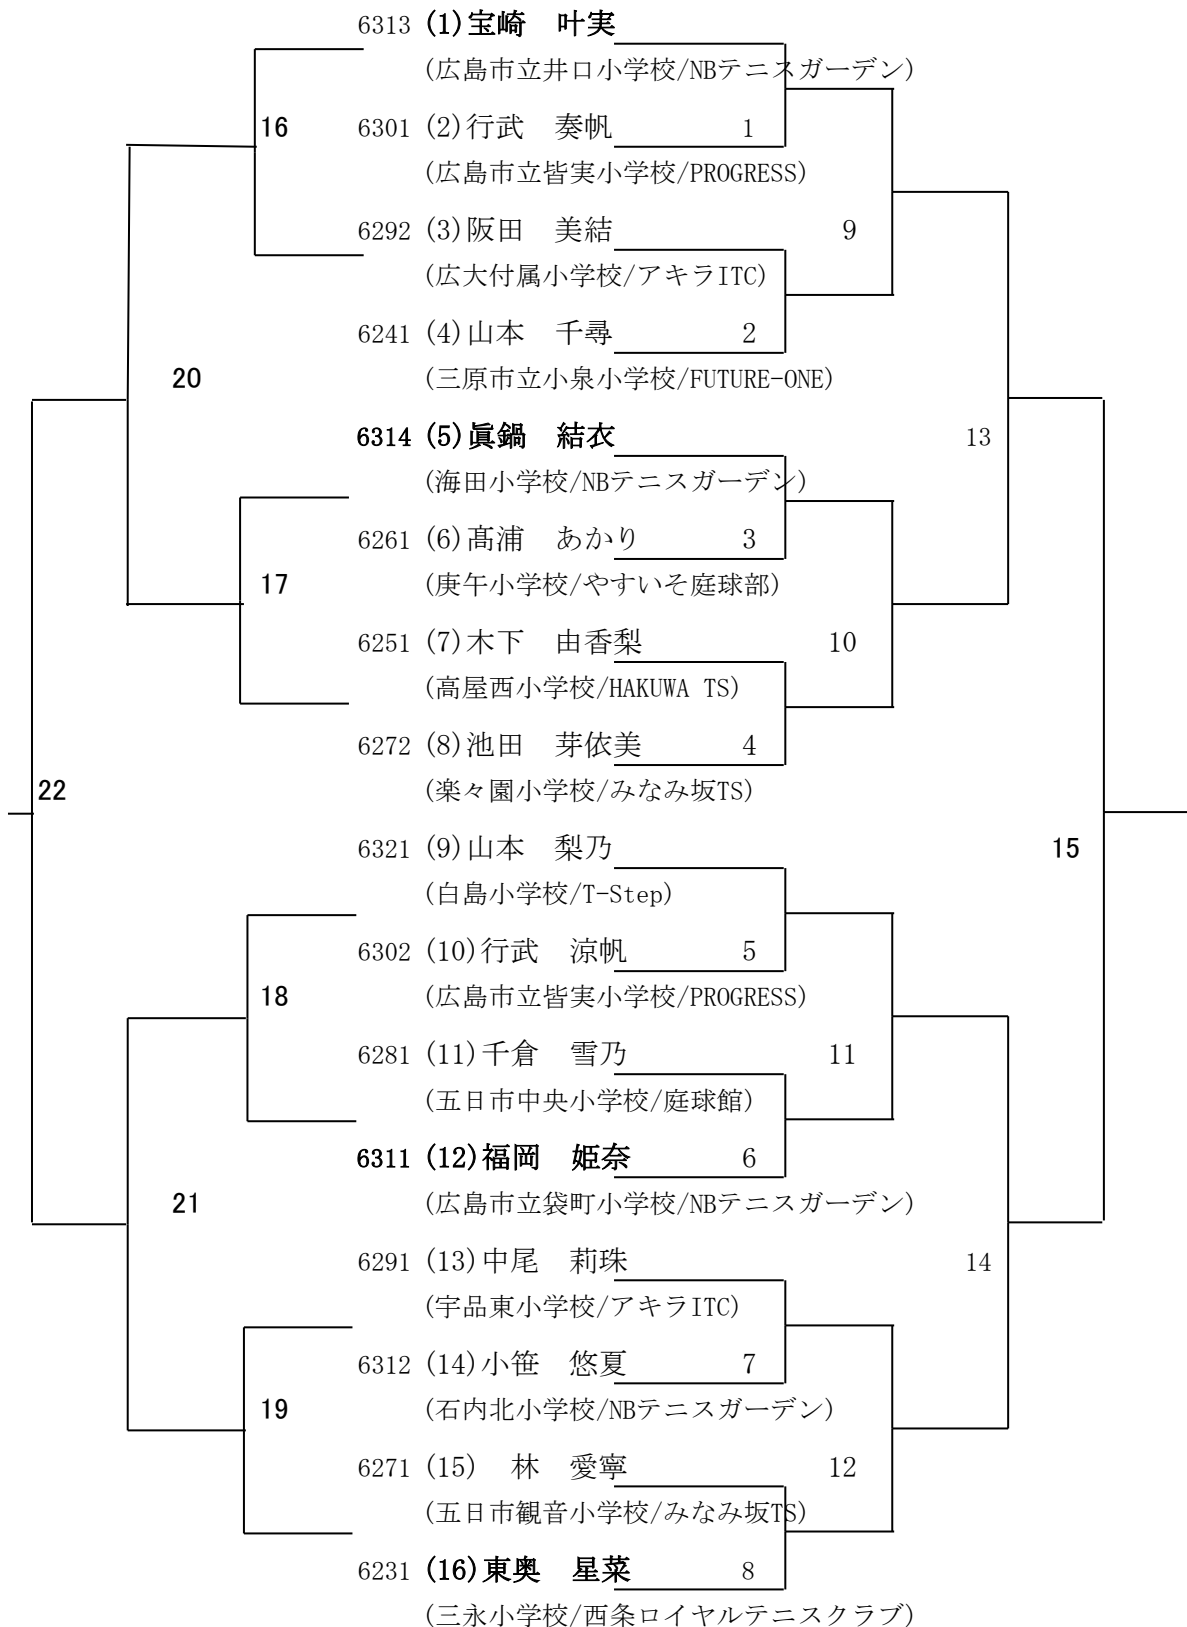 6313 (1)宝崎　叶実
(広島市立井口小学校/NBテニスガーデン)
16 6301 (2)行武　奏帆 1
(広島市立皆実小学校/PROGRESS)
6292 (3)阪田　美結 9
(広大付属小学校/アキラITC)
6241 (4)山本　千尋 2
20 (三原市立小泉小学校/FUTURE-ONE)
6314 (5)眞鍋　結衣 13
(海田小学校/NBテニスガーデン)
6261 (6)髙浦　あかり 3
17 (庚午小学校/やすいそ庭球部)
6251 (7)木下　由香梨 10
(高屋西小学校/HAKUWA TS)
6272 (8)池田　芽依美 4
22 (楽々園小学校/みなみ坂TS)
6321 (9)山本　梨乃 15
(白島小学校/T-Step)
6302 (10)行武　涼帆 5
18 (広島市立皆実小学校/PROGRESS)
6281 (11)千倉　雪乃 11
(五日市中央小学校/庭球館)
6311 (12)福岡　姫奈 6
21 (広島市立袋町小学校/NBテニスガーデン)
6291 (13)中尾　莉珠 14
(宇品東小学校/アキラITC)
6312 (14)小笹　悠夏 7
19 (石内北小学校/NBテニスガーデン)
6271 (15)　林　愛寧 12
(五日市観音小学校/みなみ坂TS)
6231 (16)東奥　星菜 8
(三永小学校/西条ロイヤルテニスクラブ)